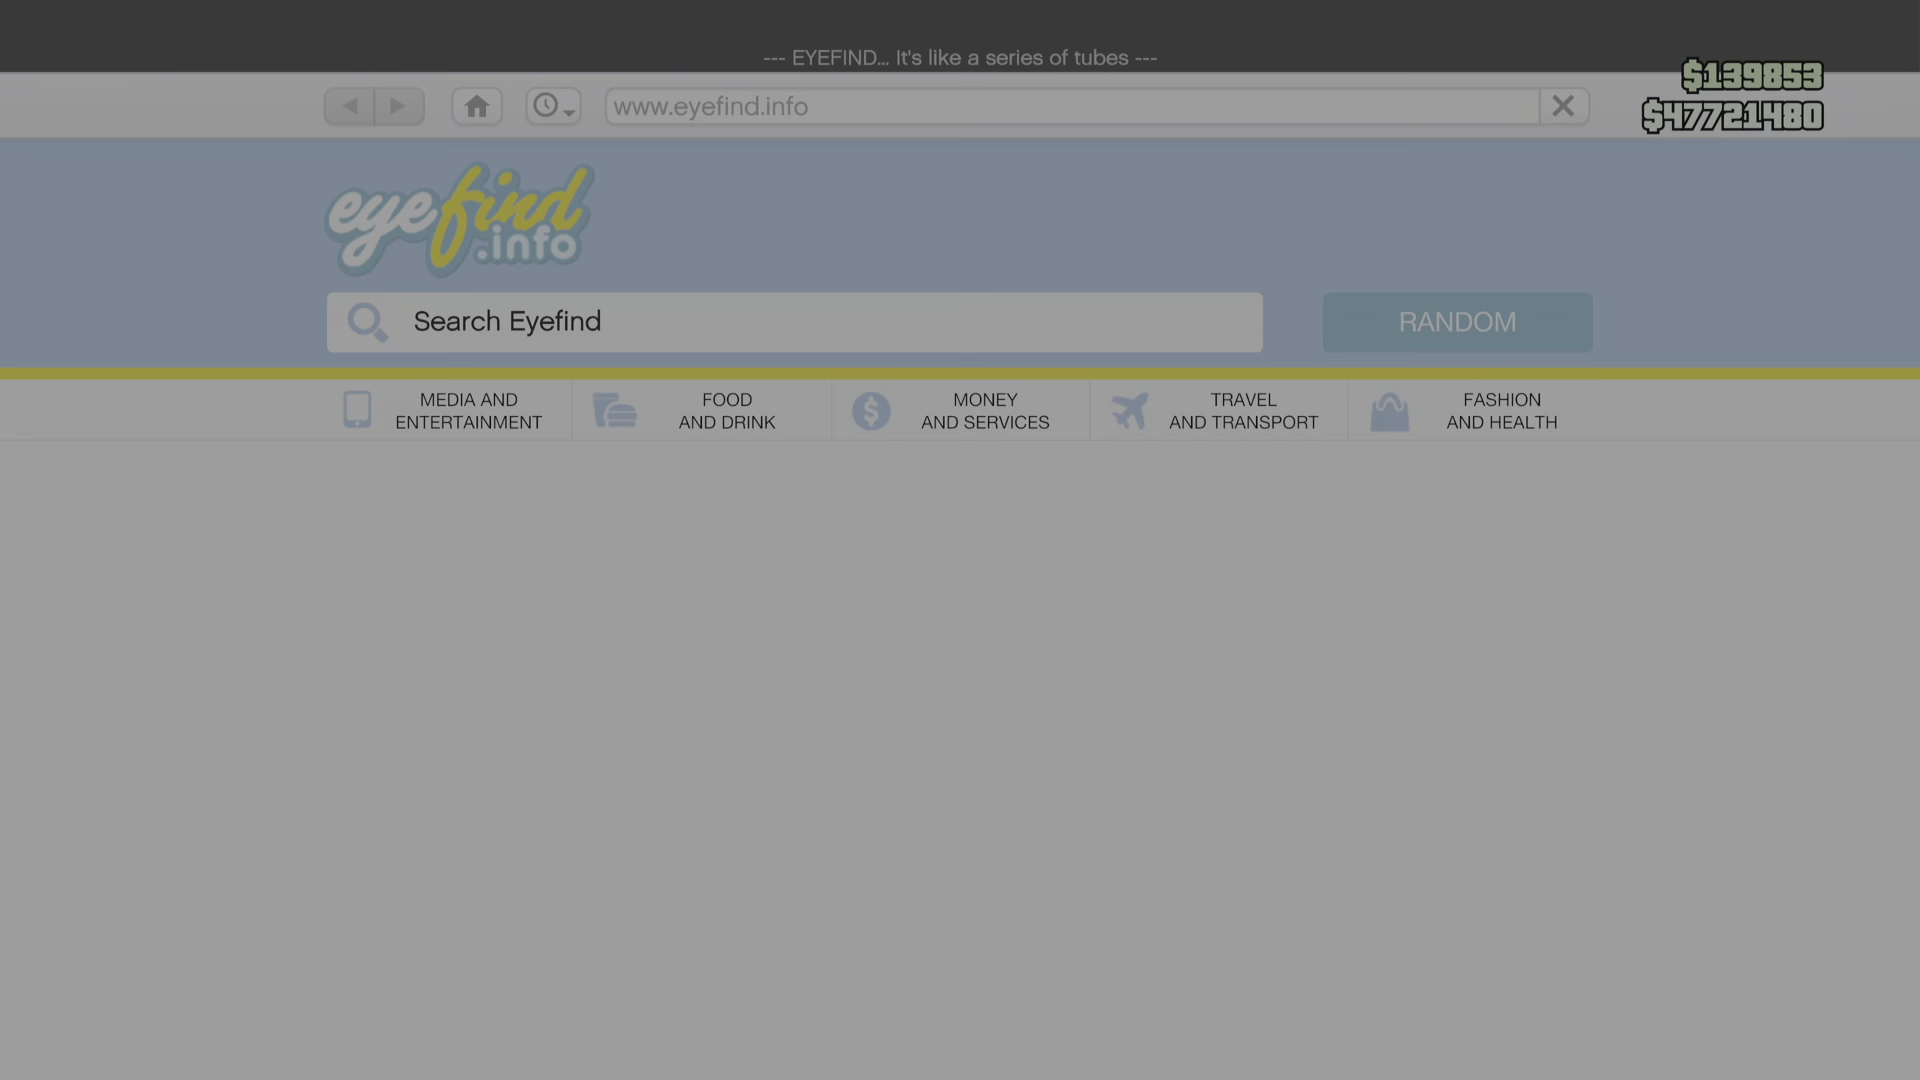 --- EYEFIND... It's like a series of tubes ---
$139853
www.eyefind.info
$47721480
eyefind
.info
Search Eyefind
RANDOM
MEDIA AND
ENTERTAINMENT
FOOD
AND DRINK
MONEY
AND SERVICES
TRAVEL
AND TRANSPORT
FASHION
AND HEALTH